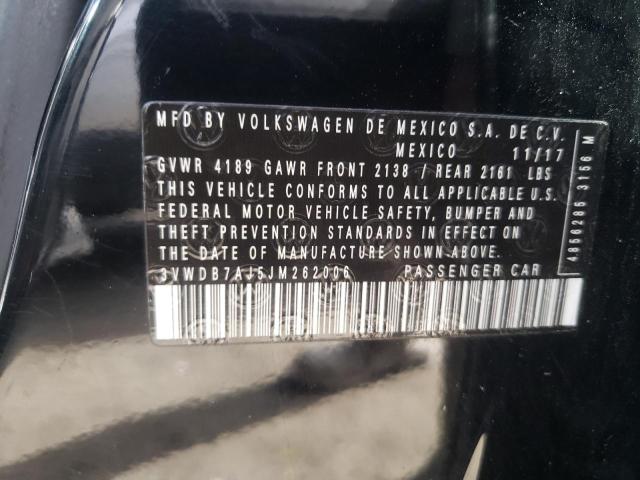 MFD BY VOLKSWAGEN DE MEXICO S.A. DE C.V.
MEXICO 11/17
GVWR 4189 GAWR FRONT 2138 / REAR 2161 LBS
THIS VEHICLE CONFORMS TO ALL APPLICABLE U.S.
FEDERAL MOTOR VEHICLE SAFETY, BUMPER AND
THEFT PREVENTION STANDARDS IN EFFECT ON
THE DATE OF MANUFACTURE SHOWN ABOVE.
3VWDB7AJ5JM262006 PASSENGER CAR
4856285 3156 M